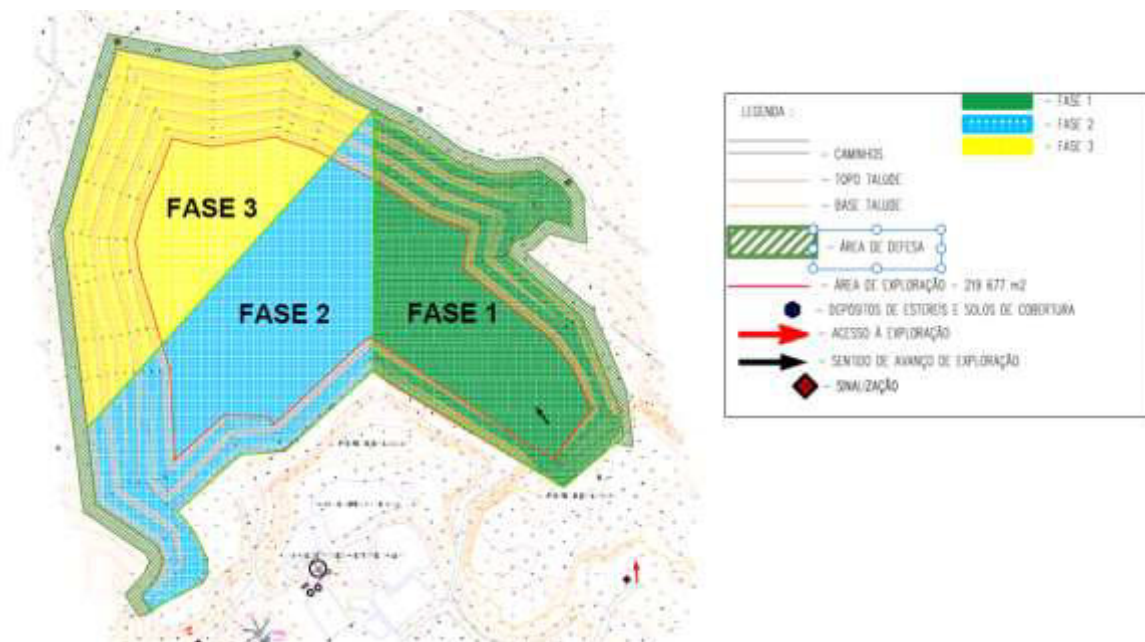 FASE 3
FASE 2
FASE 1
LEGENDA :
- FASE 1
- FASE 2
- FASE 3
- CAMINHOS
- TOPO TALUDE
- BASE TALUDE
- ÁREA DE DEFESA
- ÁREA DE EXPLORAÇÃO - 219 677 m2
- DEPÓSITOS DE ESTÉREIS E SOLOS DE COBERTURA
- ACESSO À EXPLORAÇÃO
- SENTIDO DE AVANÇO DE EXPLORAÇÃO
- SINALIZAÇÃO